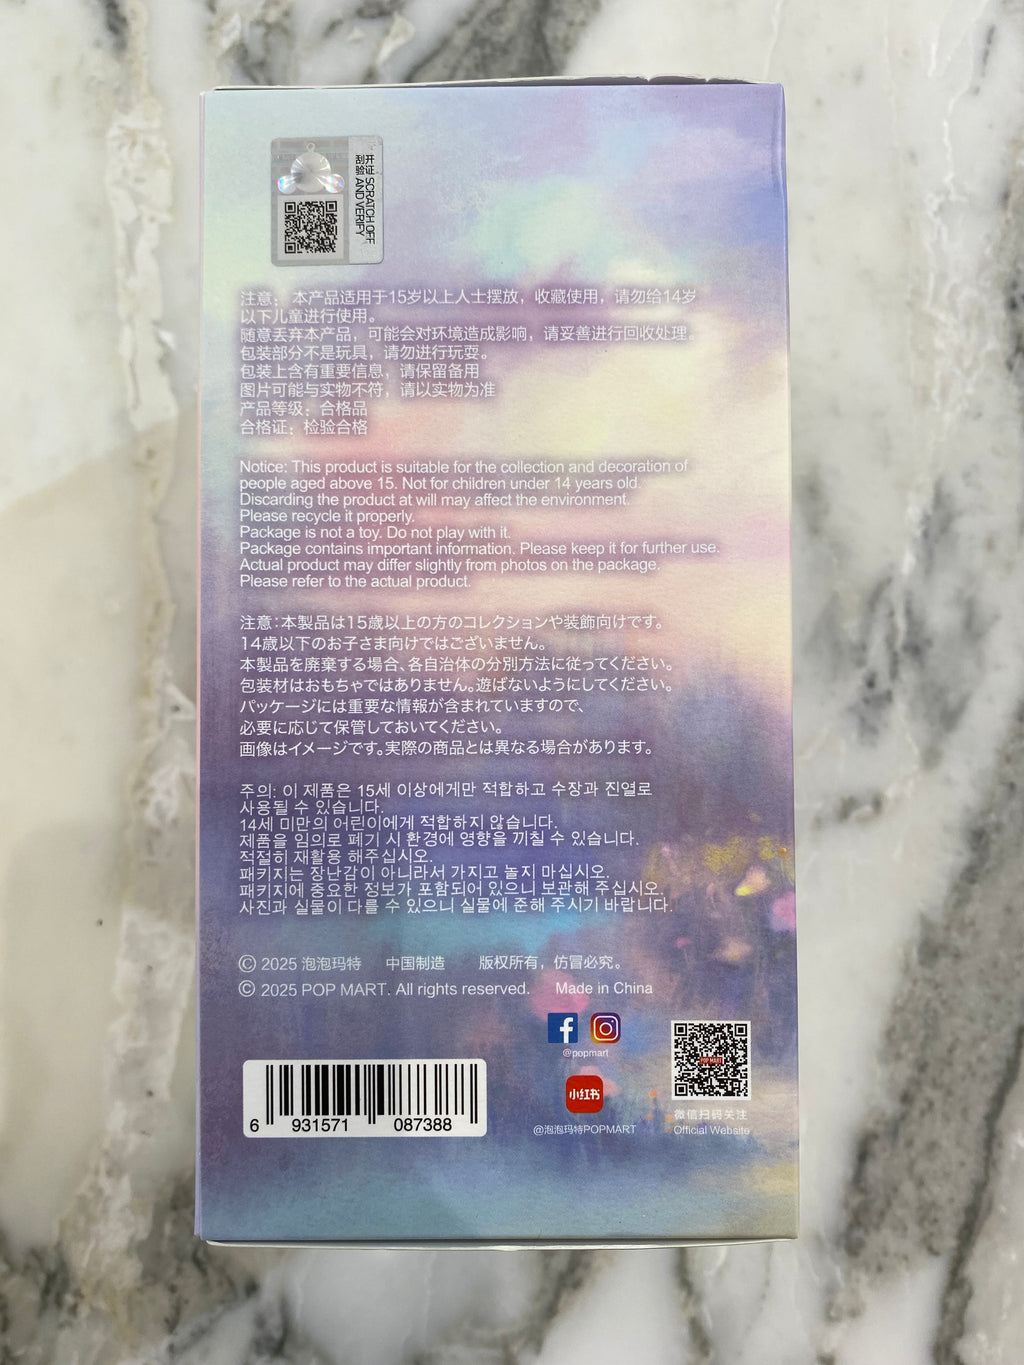 开证 SCRATCH OFF
刮验 AND VERIFY
注意：本产品适用于15岁以上人士摆放，收藏使用，请勿给14岁
以下儿童进行使用。
随意丢弃本产品，可能会对环境造成影响，请妥善进行回收处理。
包装部分不是玩具，请勿进行玩耍。
包装上含有重要信息，请保留备用
图片可能与实物不符，请以实物为准
产品等级：合格品
合格证：检验合格
Notice: This product is suitable for the collection and decoration of
people aged above 15. Not for children under 14 years old.
Discarding the product at will may affect the environment.
Please recycle it properly.
Package is not a toy. Do not play with it.
Package contains important information. Please keep it for further use.
Actual product may differ slightly from photos on the package.
Please refer to the actual product.
注意：本製品は15歳以上の方のコレクションや装飾向けです。
14歳以下のお子さま向けではございません。
本製品を廃棄する場合、各自治体の分別方法に従ってください。
包装材はおもちゃではありません。遊ばないようにしてください。
パッケージには重要な情報が含まれていますので、
必要に応じて保管しておいてください。
画像はイメージです。実際の商品とは異なる場合があります。
주의: 이 제품은 15세 이상에게만 적합하고 수장과 진열로
사용될 수 있습니다.
14세 미만의 어린이에게 적합하지 않습니다.
제품을 임의로 폐기 시 환경에 영향을 끼칠 수 있습니다.
적절히 재활용 해주십시오.
패키지는 장난감이 아니라서 가지고 놀지 마십시오.
패키지에 중요한 정보가 포함되어 있으니 보관해 주십시오.
사진과 실물이 다를 수 있으니 실물에 준해 주시기 바랍니다.
© 2025 泡泡玛特 中国制造 版权所有，仿冒必究。
© 2025 POP MART. All rights reserved. Made in China
@popmart
POP MART
小红书
微信扫码关注
@泡泡玛特POPMART
Official Website
6 931571 087388